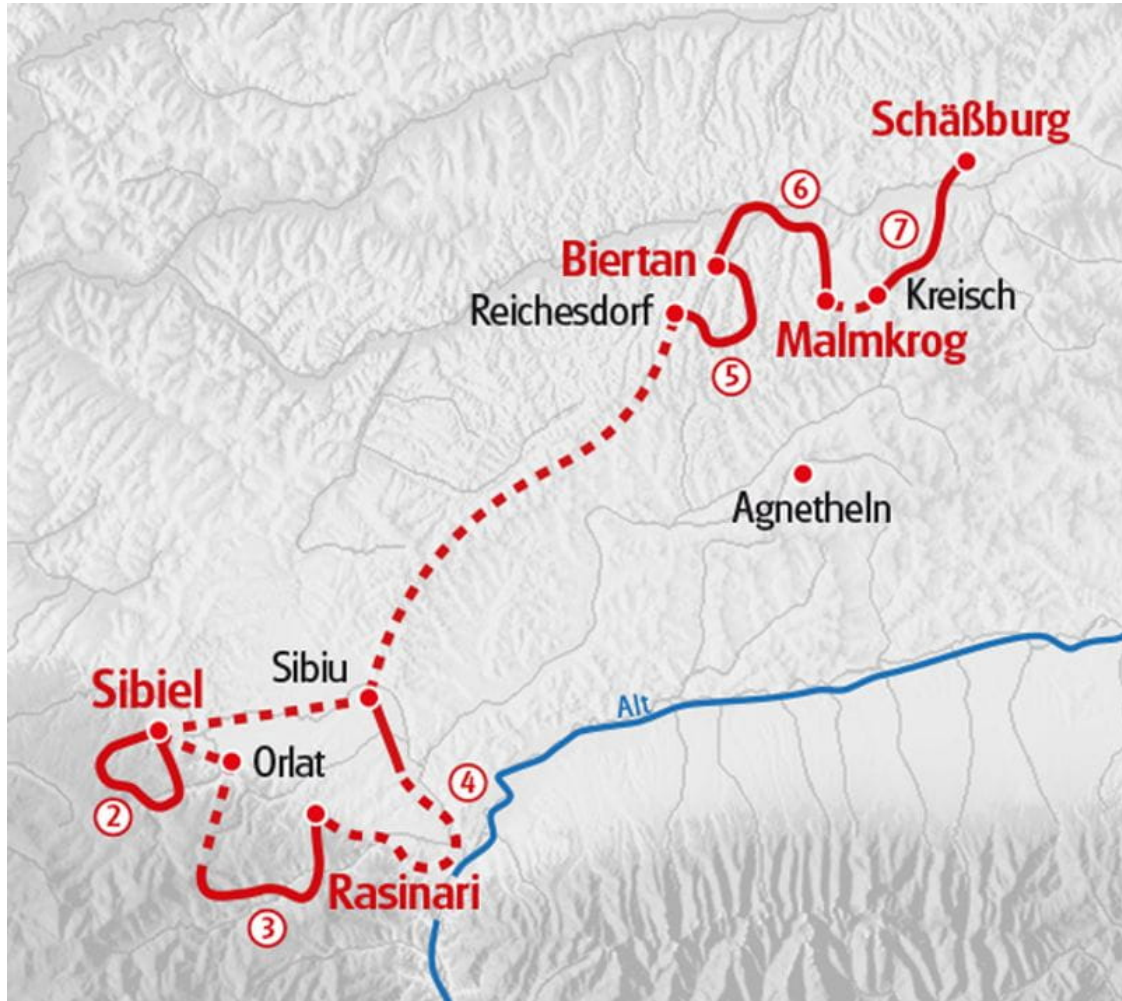 Schäßburg
⑥
⑦
Biertan
Kreisch
Reichesdorf
Malmkrog
⑤
Agnetheln
Sibiu
Sibiel
Alt
Orlat
④
②
Rasinari
③